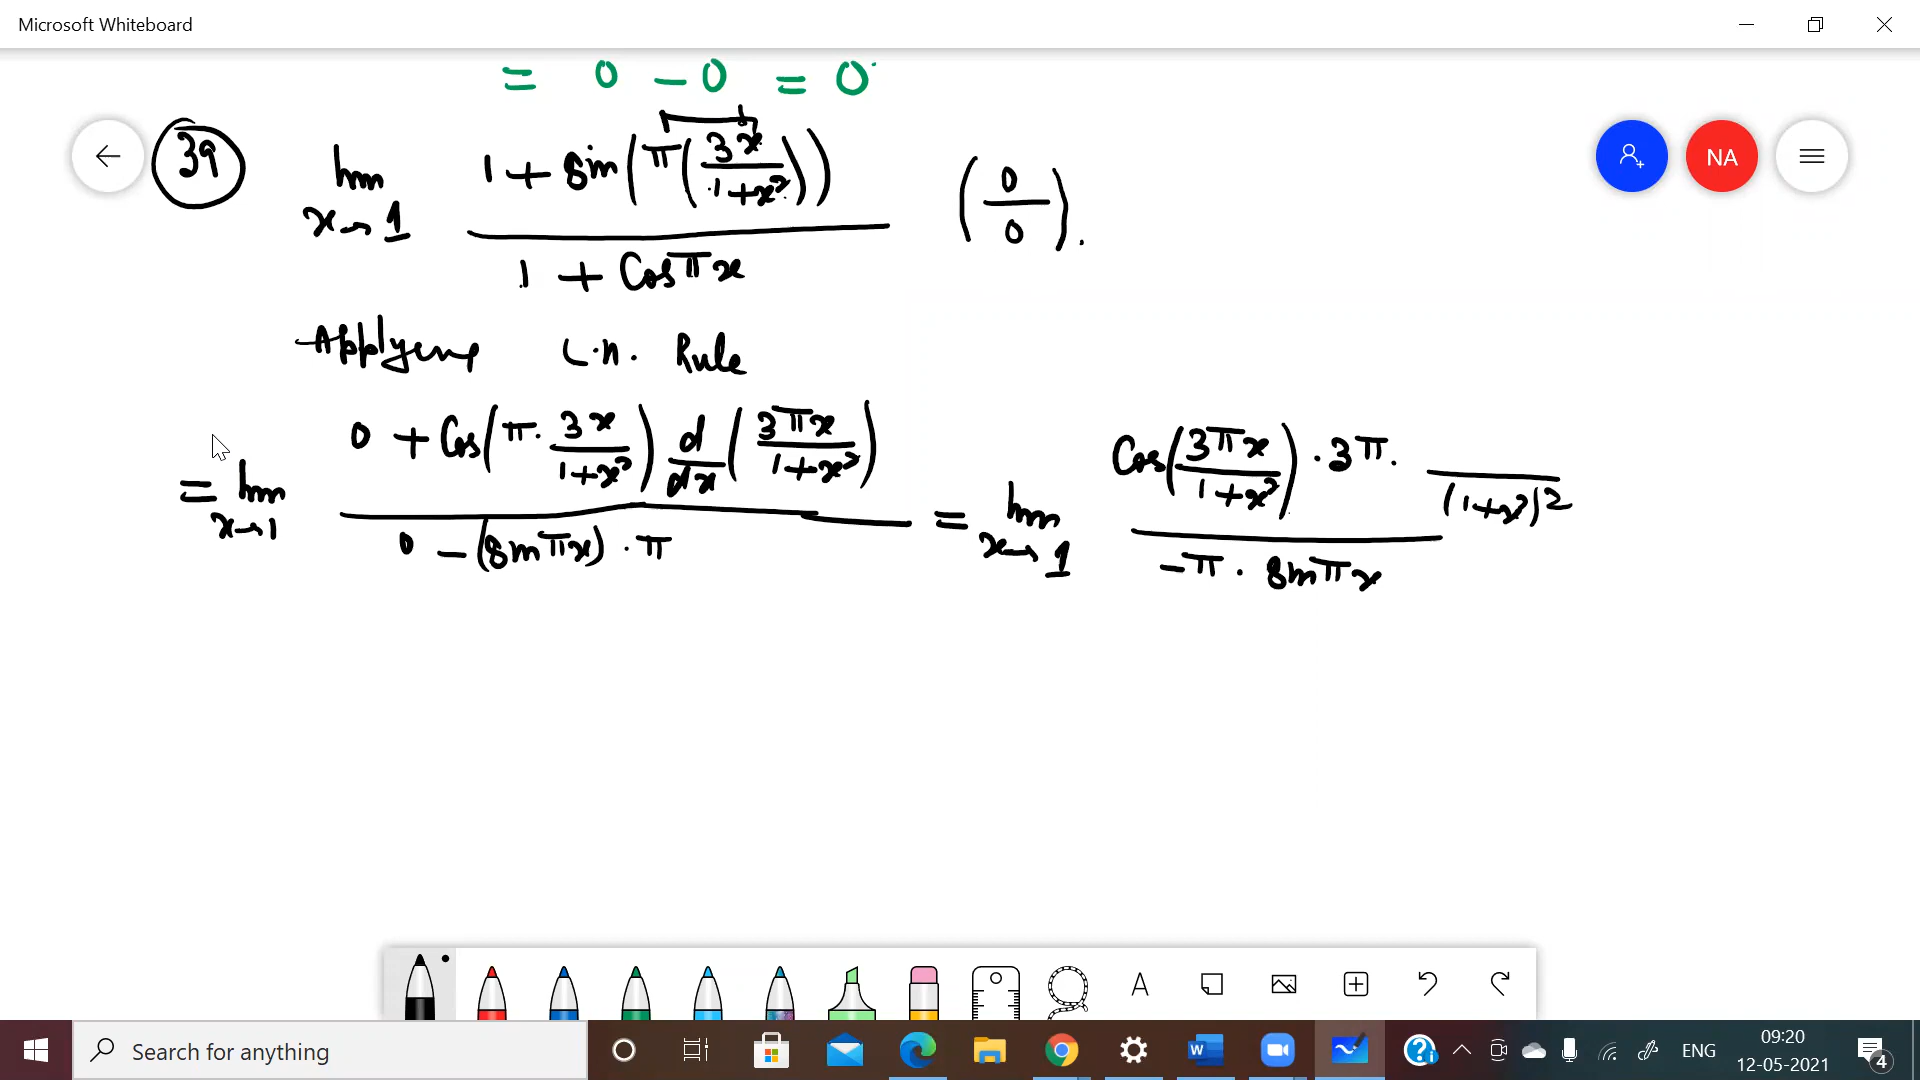 Microsoft Whiteboard
= 0 - 0 = 0
39 lim x→1 (1 + sin(π(3x/(1+x²)))) / (1 + Cos πx) (0/0).
Applying L.H. Rule
= lim x→1 (0 + Cos(π · 3x/(1+x²)) d/dx (3πx/(1+x²))) / (0 - (sin πx) · π) = lim x→1 (Cos(3πx/(1+x²)) · 3π · /(1+x²)²) / (-π · sin πx)
NA
A
Search for anything
ENG
09:20
12-05-2021
4